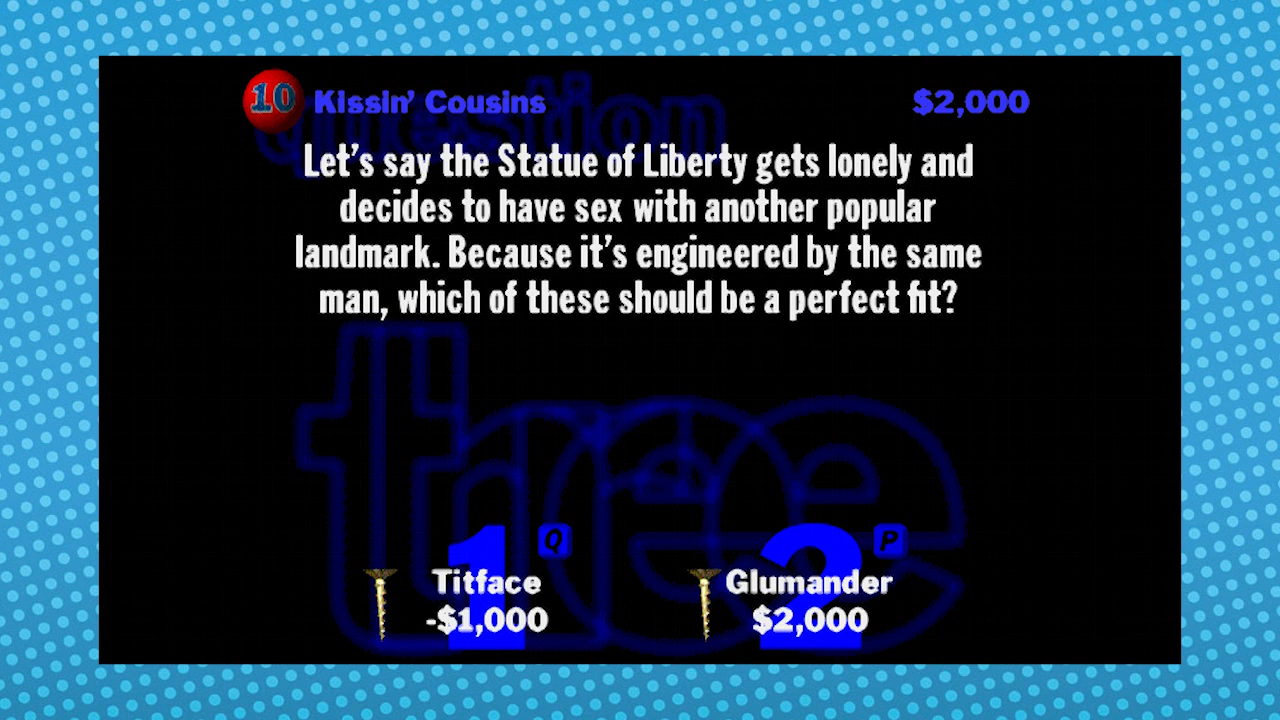 10 Kissin' Cousins $2,000
question
Let's say the Statue of Liberty gets lonely and
decides to have sex with another popular
landmark. Because it's engineered by the same
man, which of these should be a perfect fit?
three
1 Q 2 P
Titface Glumander
-$1,000 $2,000